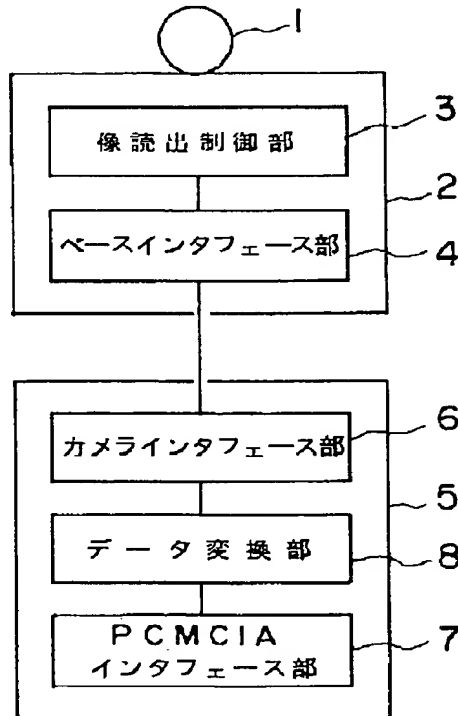 1
像読出制御部
3
2
ベースインタフェース部
4
カメラインタフェース部
6
5
データ変換部
8
PCMCIA
インタフェース部
7